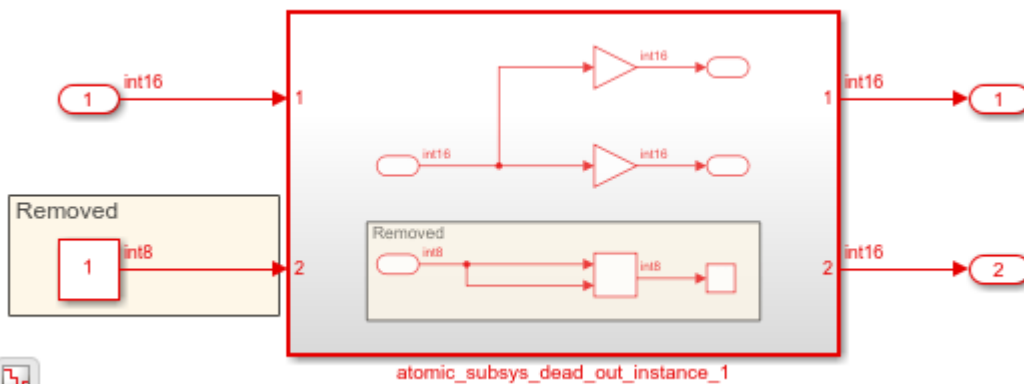 int16
int16
int16
1
1
1
1
int16
int16
Removed
Removed
int8
int8
int8
int16
1
2
2
2
atomic_subsys_dead_out_instance_1